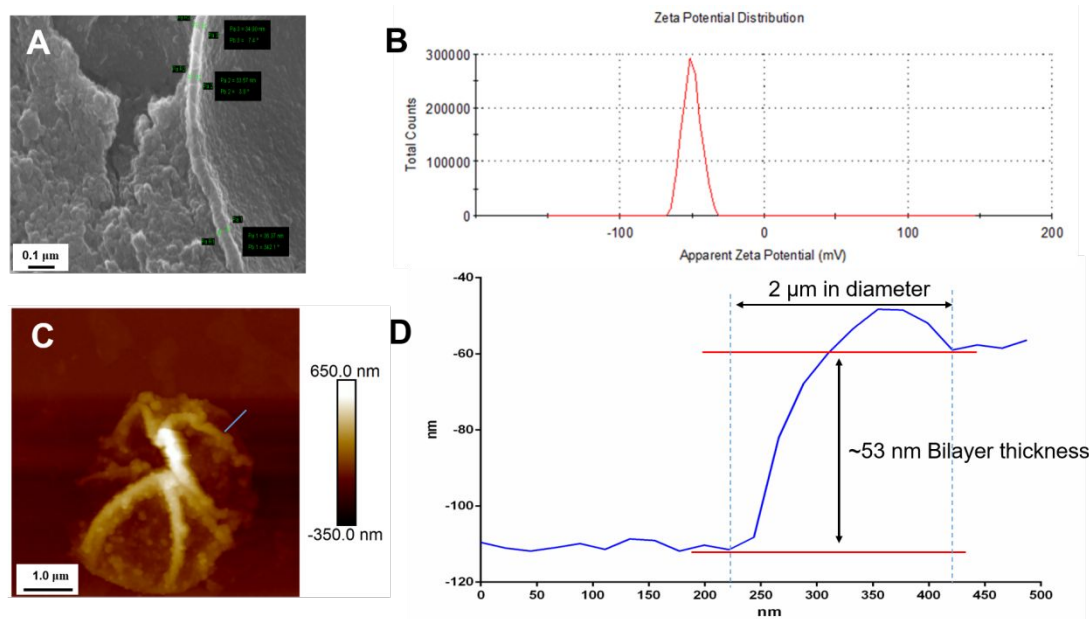 A
0.1 μm
B
Zeta Potential Distribution
Total Counts
300000
200000
100000
0
-100
0
100
200
Apparent Zeta Potential (mV)
C
1.0 μm
650.0 nm
-350.0 nm
D
2 μm in diameter
~53 nm Bilayer thickness
nm
-40
-60
-80
-100
-120
0
50
100
150
200
250
300
350
400
450
500
nm